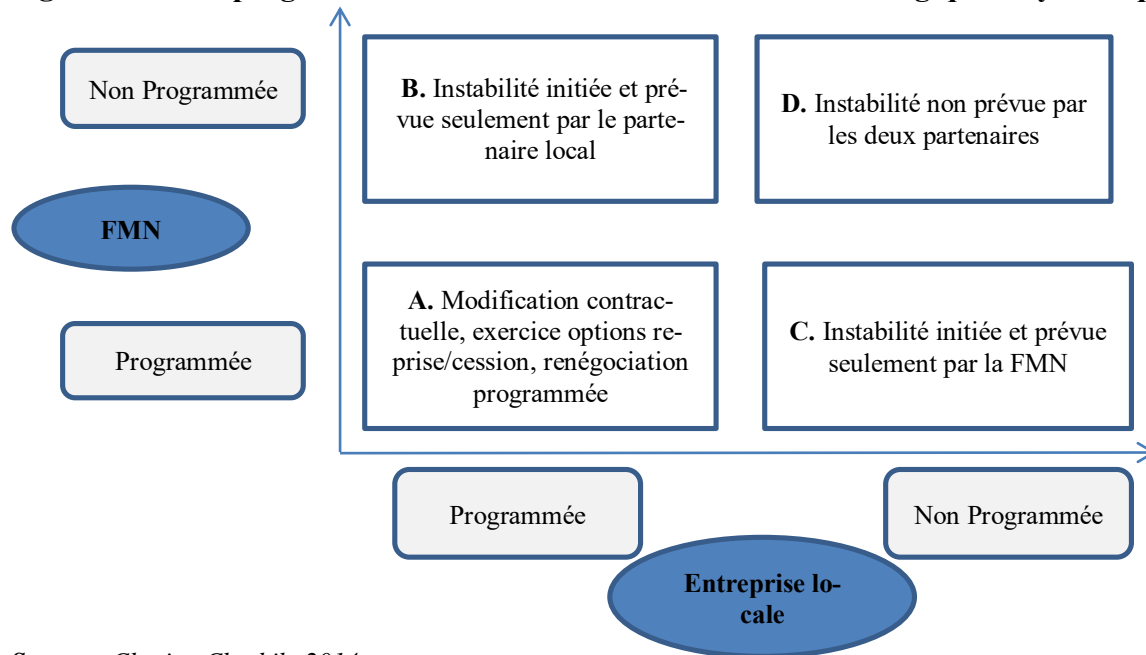 Non Programmée
B. Instabilité initiée et pré-
vue seulement par le parte-
naire local
D. Instabilité non prévue par
les deux partenaires
FMN
Programmée
A. Modification contrac-
tuelle, exercice options re-
prise/cession, renégociation
programmée
C. Instabilité initiée et prévue
seulement par la FMN
Programmée
Non Programmée
Entreprise lo-
cale